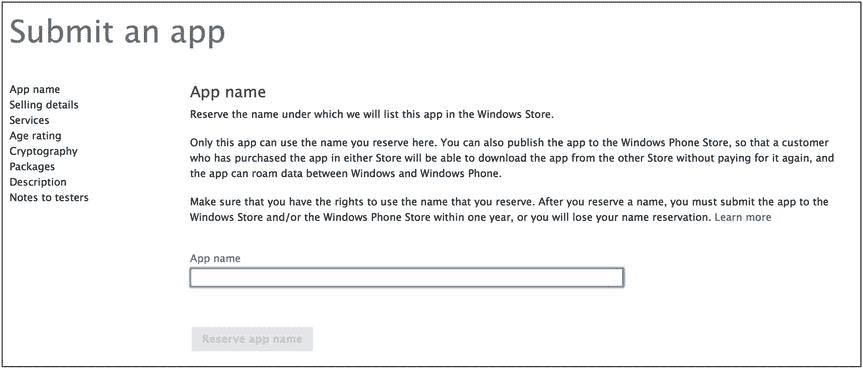 Submit an app
App name
Selling details
Services
Age rating
Cryptography
Packages
Description
Notes to testers
App name
Reserve the name under which we will list this app in the Windows Store.
Only this app can use the name you reserve here. You can also publish the app to the Windows Phone Store, so that a customer
who has purchased the app in either Store will be able to download the app from the other Store without paying for it again, and
the app can roam data between Windows and Windows Phone.
Make sure that you have the rights to use the name that you reserve. After you reserve a name, you must submit the app to the
Windows Store and/or the Windows Phone Store within one year, or you will lose your name reservation. Learn more
App name
Reserve app name